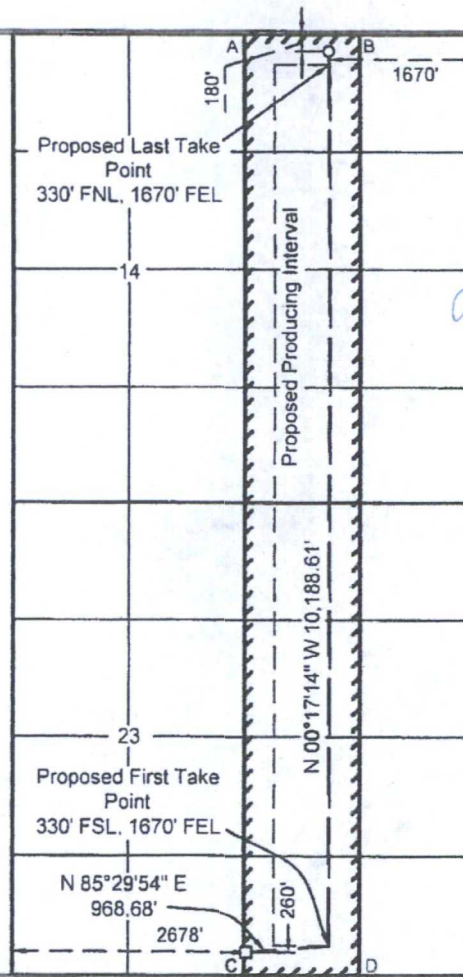 A
B
1670'
180'
Proposed Last Take
Point
330' FNL, 1670' FEL
14
Proposed Producing Interval
N 00°17'14" W 10,188.61'
23
Proposed First Take
Point
330' FSL, 1670' FEL
N 85°29'54" E
968.68'
260'
2678'
C
D